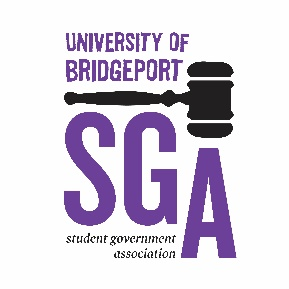 UNIVERSITY OF
BRIDGEPORT
SGA
student government
association